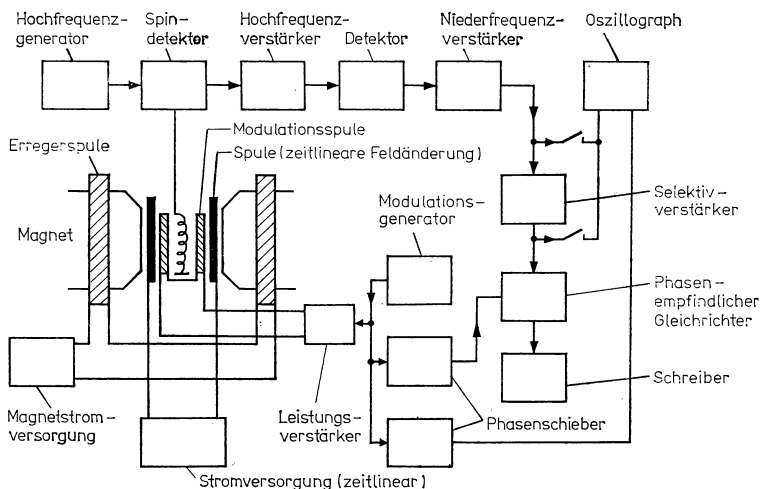 Hochfrequenz-
generator
Spin-
detektor
Hochfrequenz-
verstärker
Detektor
Niederfrequenz-
verstärker
Oszillograph
Erregerspule
Modulationsspule
Spule (zeitlineare Feldänderung)
Magnet
Modulations-
generator
Selektiv-
verstärker
Phasen-
empfindlicher
Gleichrichter
Schreiber
Magnetstrom-
versorgung
Leistungs-
verstärker
Phasenschieber
Stromversorgung (zeitlinear)